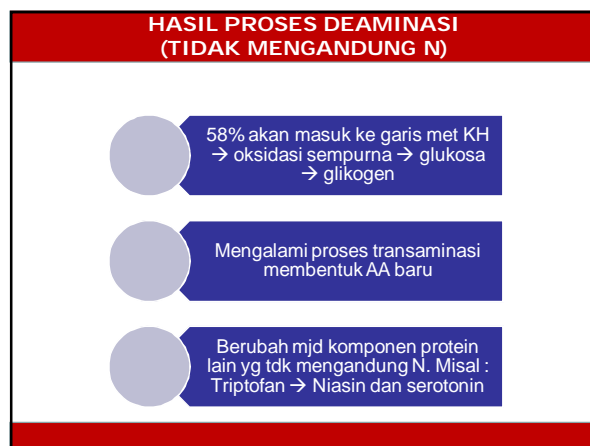 HASIL PROSES DEAMINASI
(TIDAK MENGANDUNG N)
58% akan masuk ke garis met KH
→ oksidasi sempurna → glukosa
→ glikogen
Mengalami proses transaminasi
membentuk AA baru
Berubah mjd komponen protein
lain yg tdk mengandung N. Misal :
Triptofan → Niasin dan serotonin